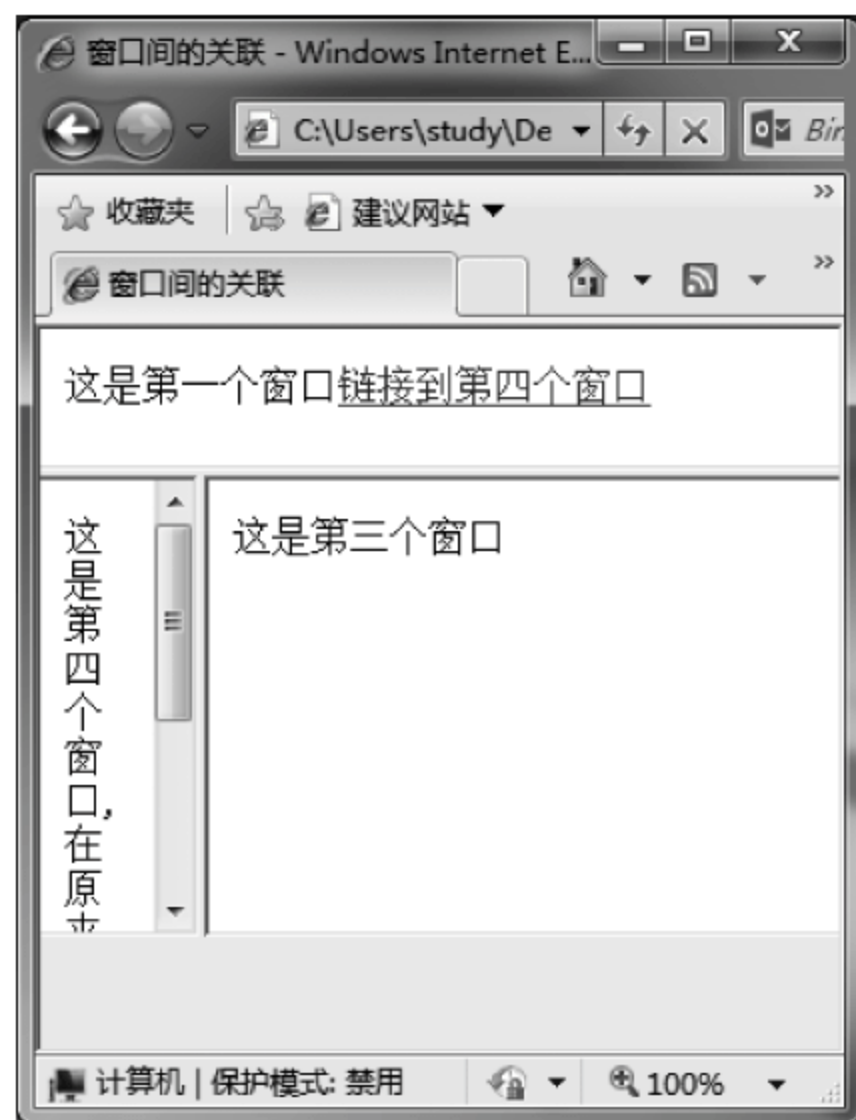 窗口间的关联 - Windows Internet E...
C:\Users\study\De
Bin
收藏夹
建议网站
窗口间的关联
这是第一个窗口链接到第四个窗口
这
是
第
四
个
窗
口,
在
原
这是第三个窗口
计算机 | 保护模式: 禁用
100%